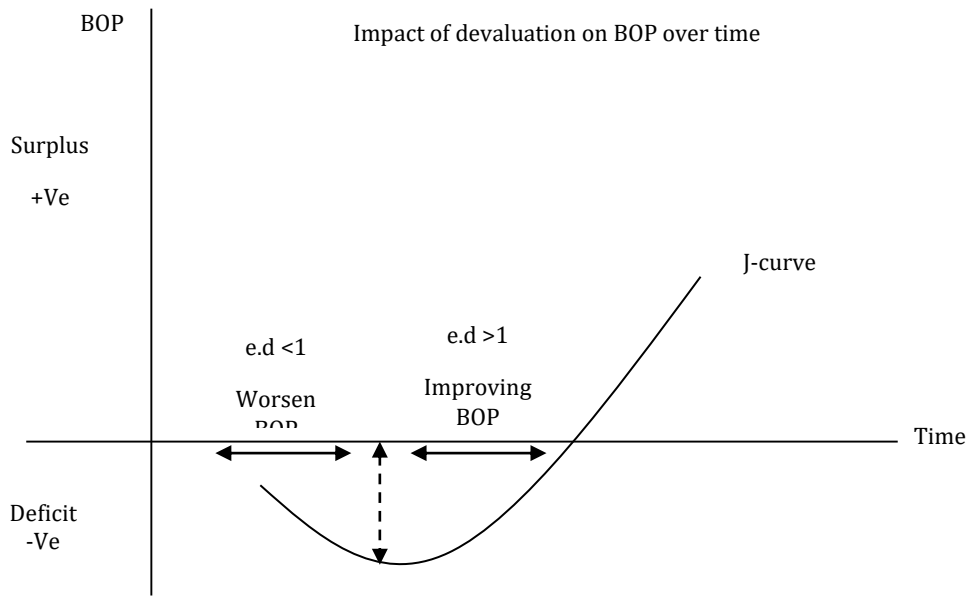 BOP
Impact of devaluation on BOP over time
Surplus
+Ve
J-curve
e.d <1
e.d >1
Worsen
BOP
Improving
BOP
Time
Deficit
-Ve